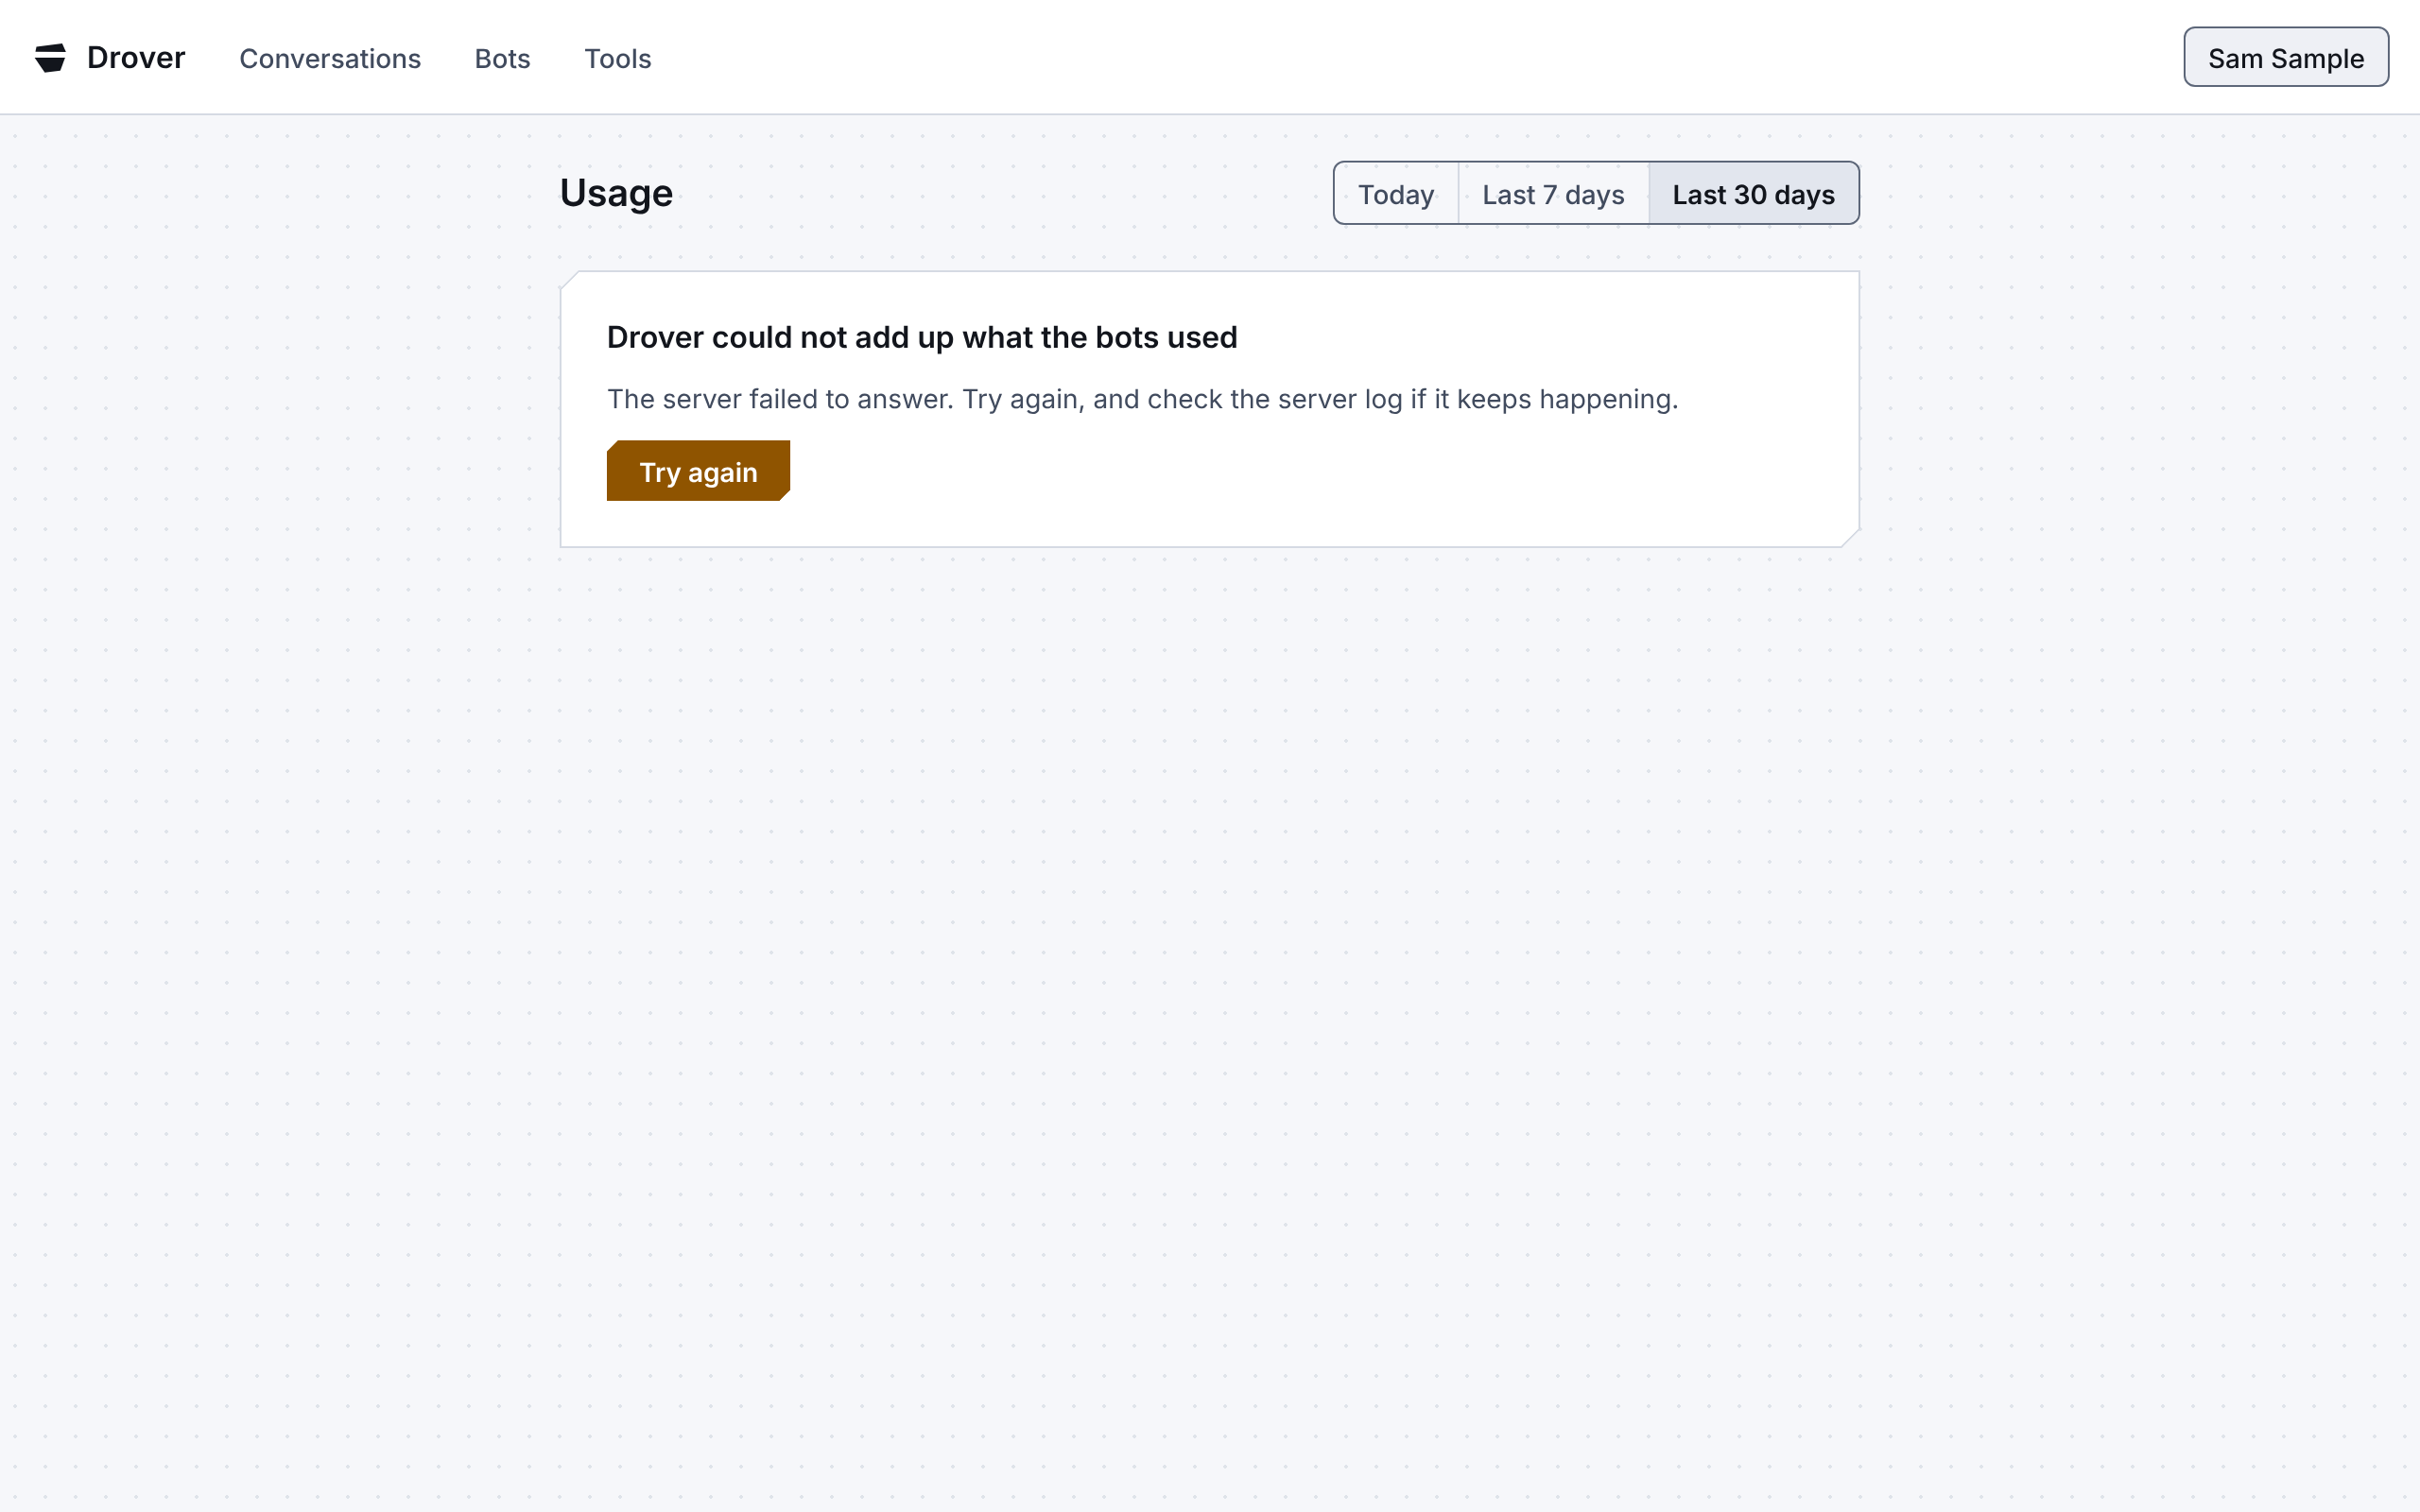 Drover
Conversations
Bots
Tools
Sam Sample
Usage
Today
Last 7 days
Last 30 days
Drover could not add up what the bots used
The server failed to answer. Try again, and check the server log if it keeps happening.
Try again